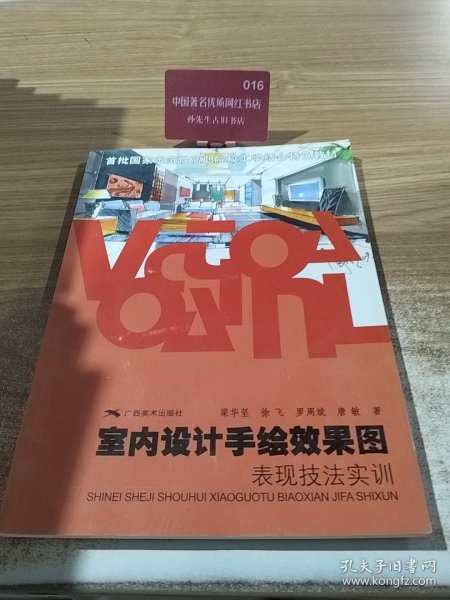 016
中国著名优质网红书店
孙先生古旧书店
首批国家
VOCATIONAL
广西美术出版社
梁华坚 徐飞 罗周斌 唐敏 著
室内设计手绘效果图
表现技法实训
SHINEI SHEJI SHOUHUI XIAOGUOTU BIAOXIAN JIFA SHIXUN
孔夫子旧书网
www.kongfz.com